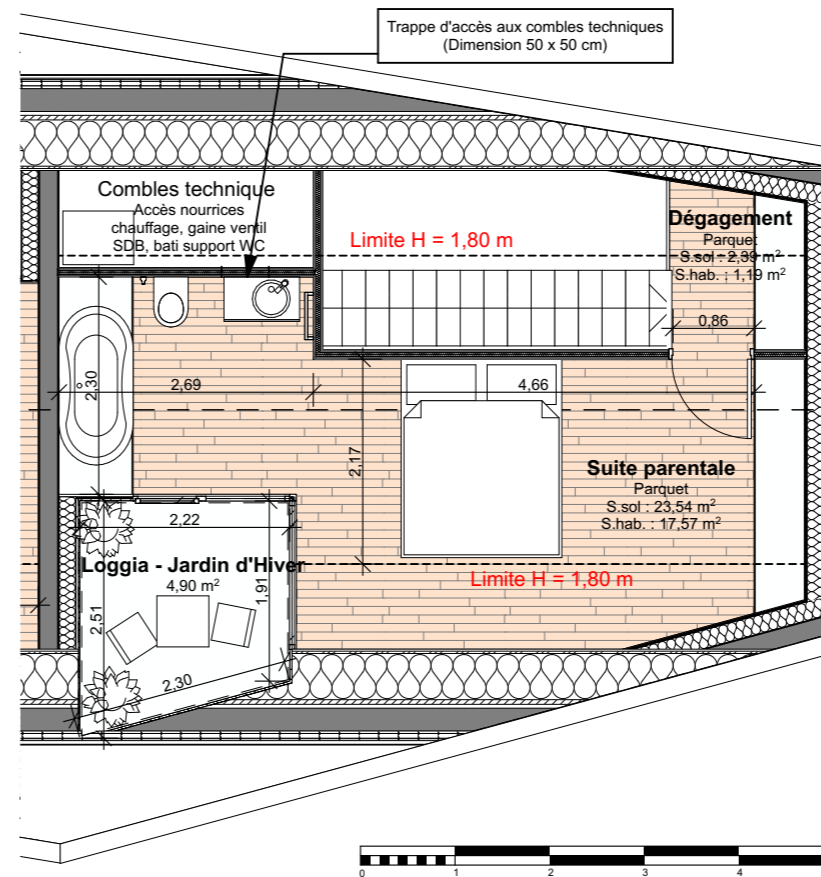 Trappe d'accès aux combles techniques
(Dimension 50 x 50 cm)
Combles technique
Accès nourrices
chauffage, gaine ventil
SDB, bati support WC
Limite H = 1,80 m
Dégagement
Parquet
S.sol : 2,39 m²
S.hab. : 1,19 m²
0,86
2,30
2,69
4,66
2,17
Suite parentale
Parquet
S.sol : 23,54 m²
S.hab. : 17,57 m²
2,22
Loggia - Jardin d'Hiver
4,90 m²
1,91
2,51
2,30
Limite H = 1,80 m
0 1 2 3 4